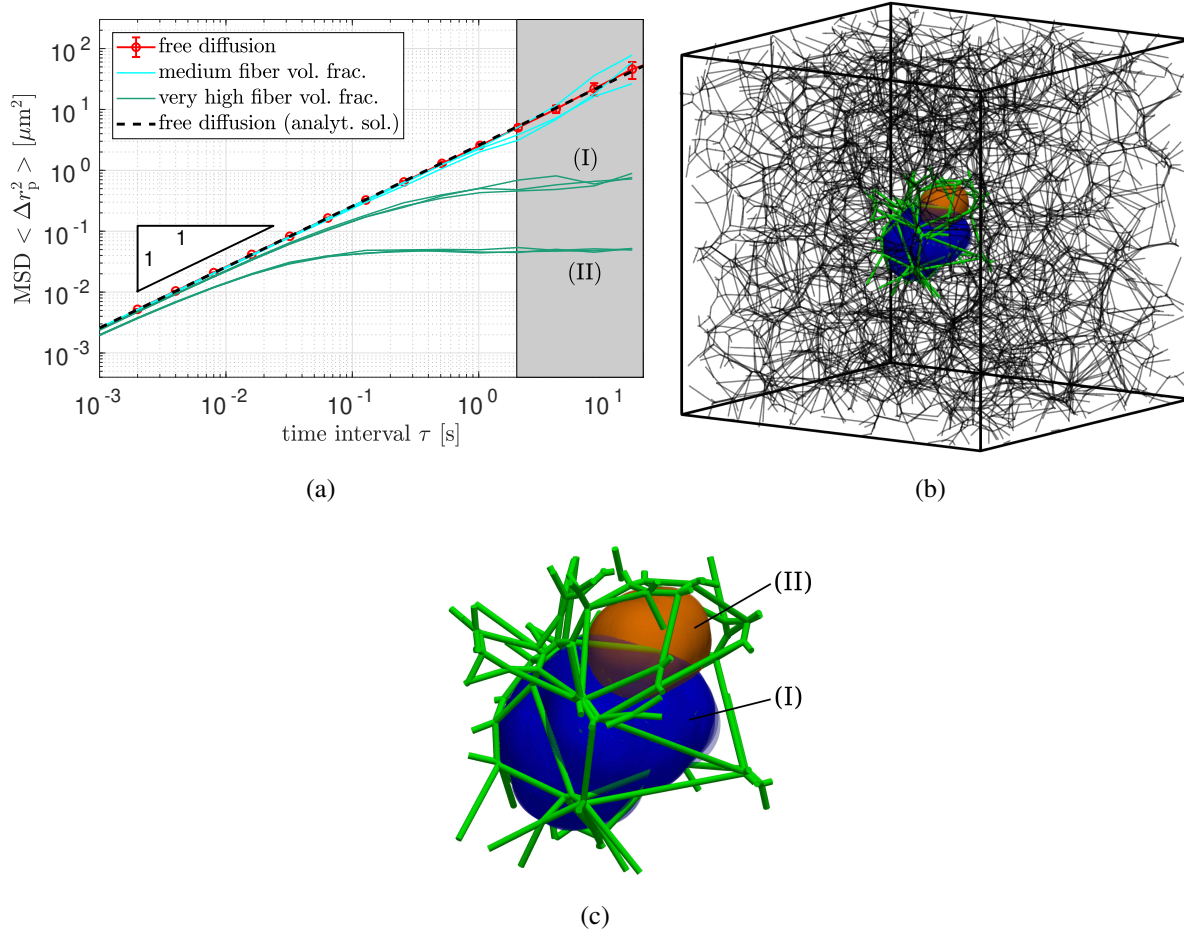 MSD < Δr_p^2 > [μm^2]
10^2
10^1
10^0
10^-1
10^-2
10^-3
free diffusion
medium fiber vol. frac.
very high fiber vol. frac.
free diffusion (analyt. sol.)
1
1
(I)
(II)
10^-3 10^-2 10^-1 10^0 10^1
time interval τ [s]
(a)
(b)
(II)
(I)
(c)